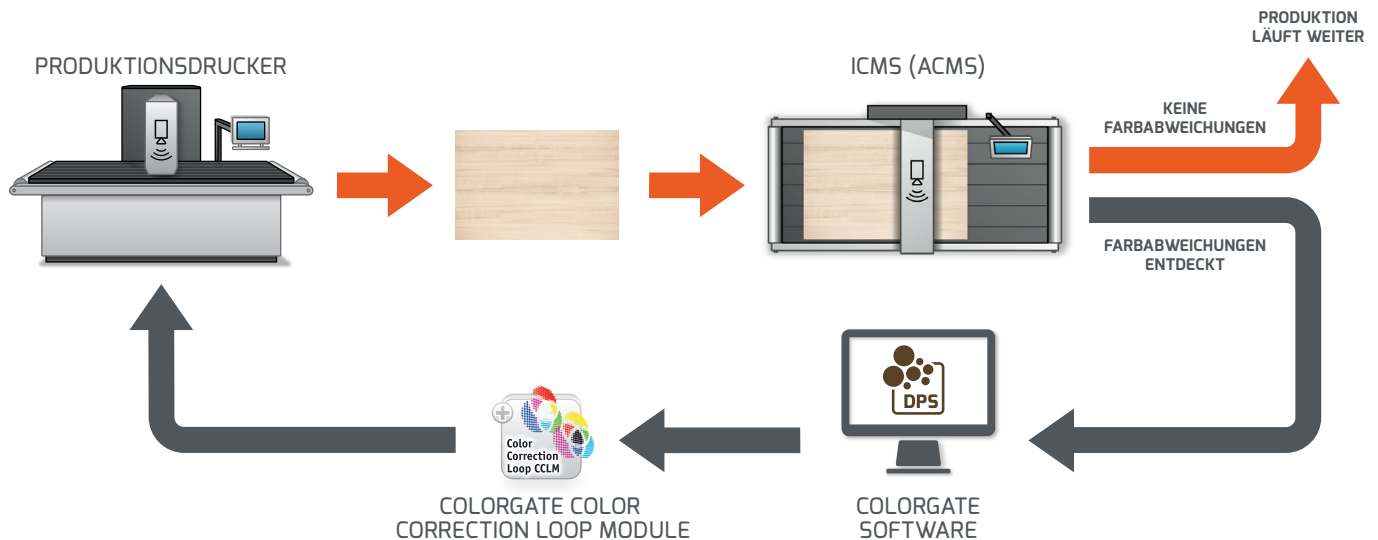 PRODUKTION
LÄUFT WEITER
PRODUKTIONSDRUCKER
ICMS (ACMS)
KEINE
FARBABWEICHUNGEN
FARBABWEICHUNGEN
ENTDECKT
DPS
Color
Correction
Loop CCLM
COLORGATE COLOR
CORRECTION LOOP MODULE
COLORGATE
SOFTWARE